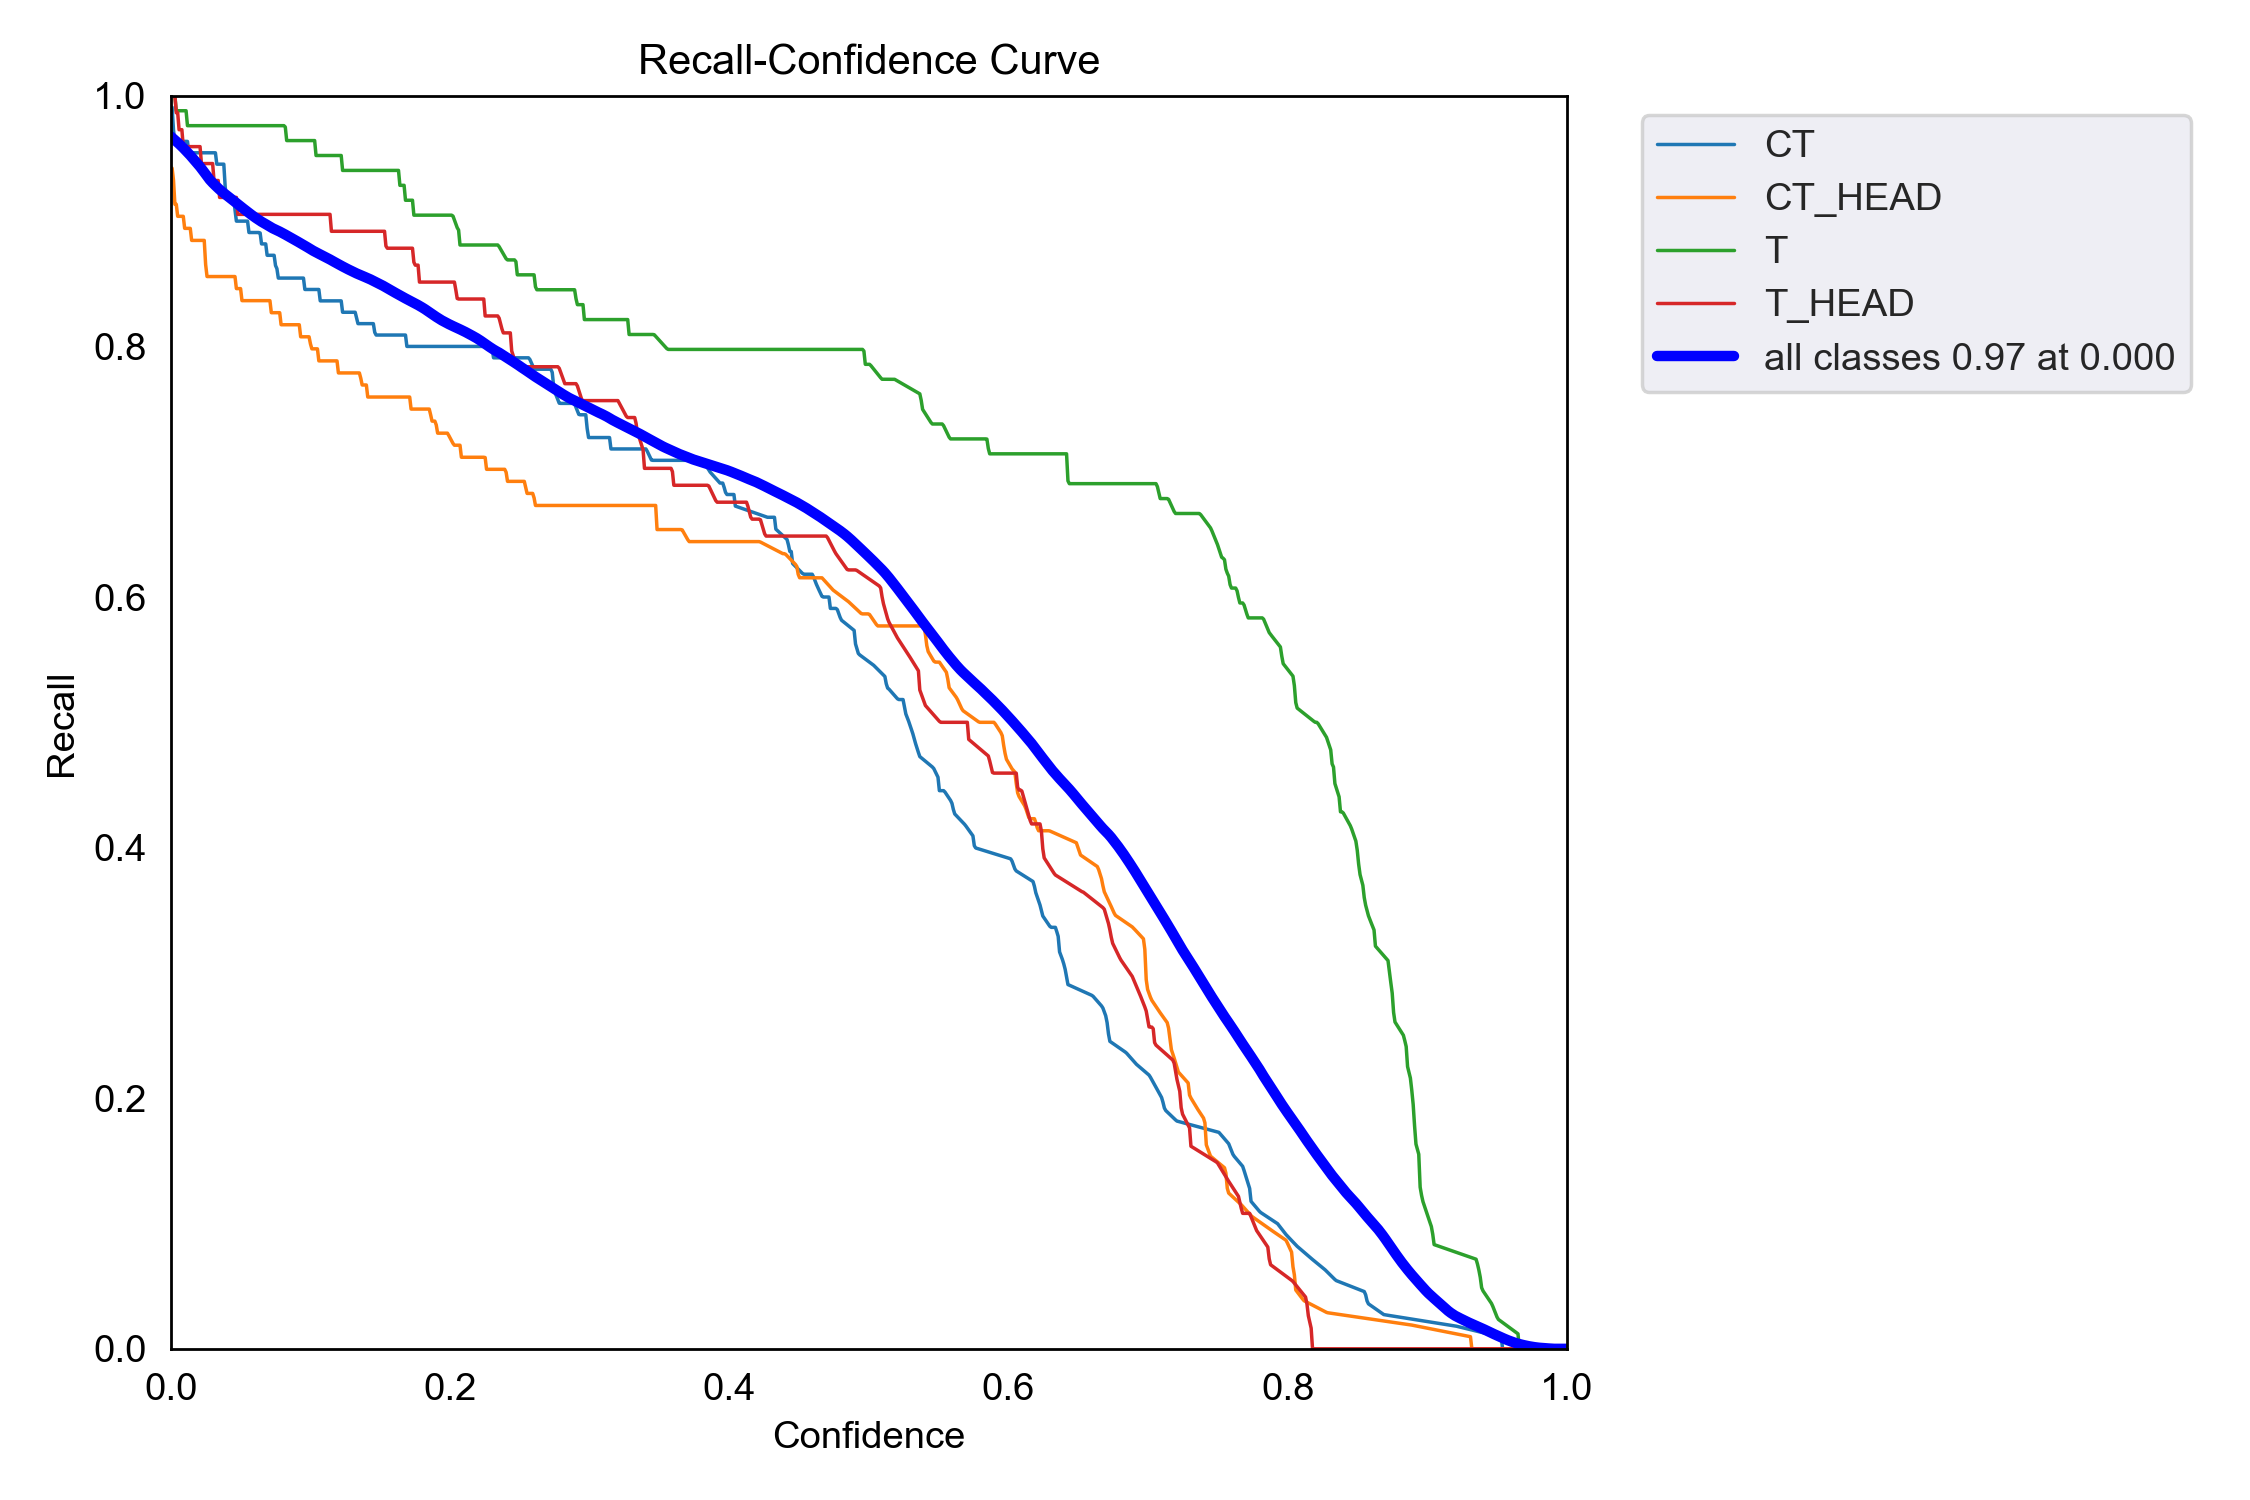 Recall-Confidence Curve
1.0
0.8
0.6
0.4
0.2
0.0
Recall
0.0 0.2 0.4 0.6 0.8 1.0
Confidence
CT
CT_HEAD
T
T_HEAD
all classes 0.97 at 0.000